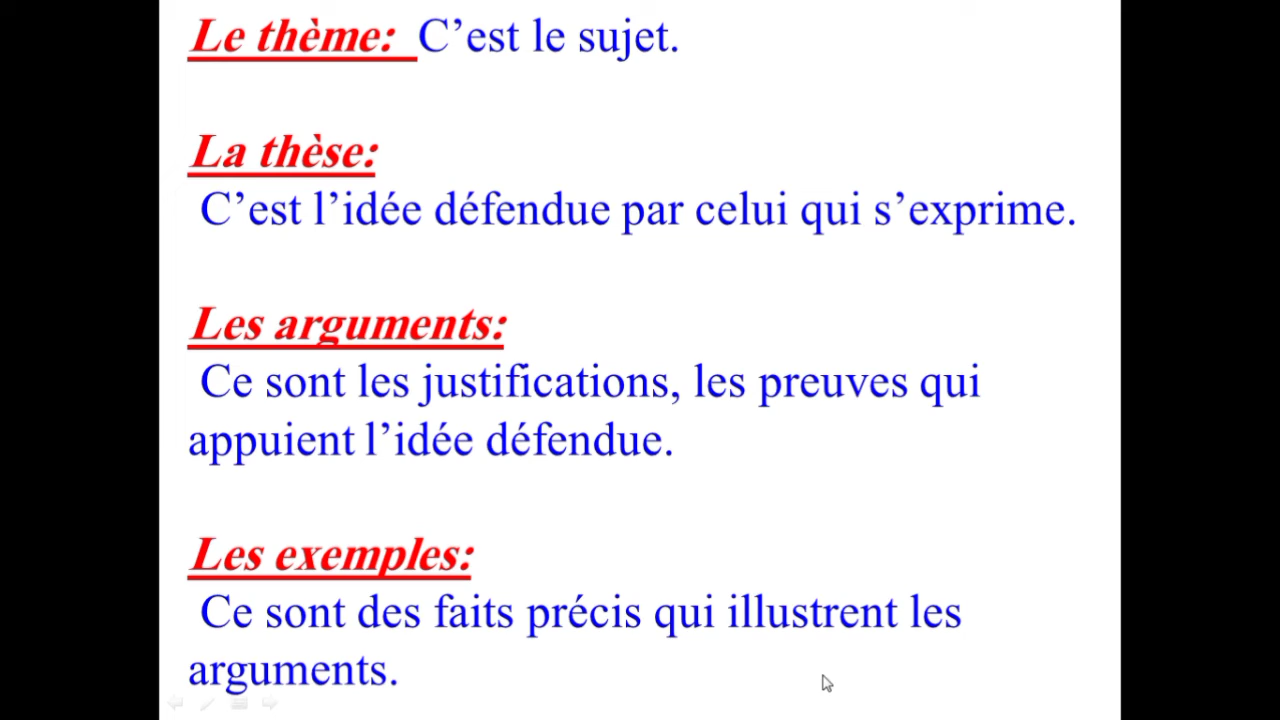 Le thème: C’est le sujet.
La thèse:
C’est l’idée défendue par celui qui s’exprime.
Les arguments:
Ce sont les justifications, les preuves qui
appuient l’idée défendue.
Les exemples:
Ce sont des faits précis qui illustrent les
arguments.